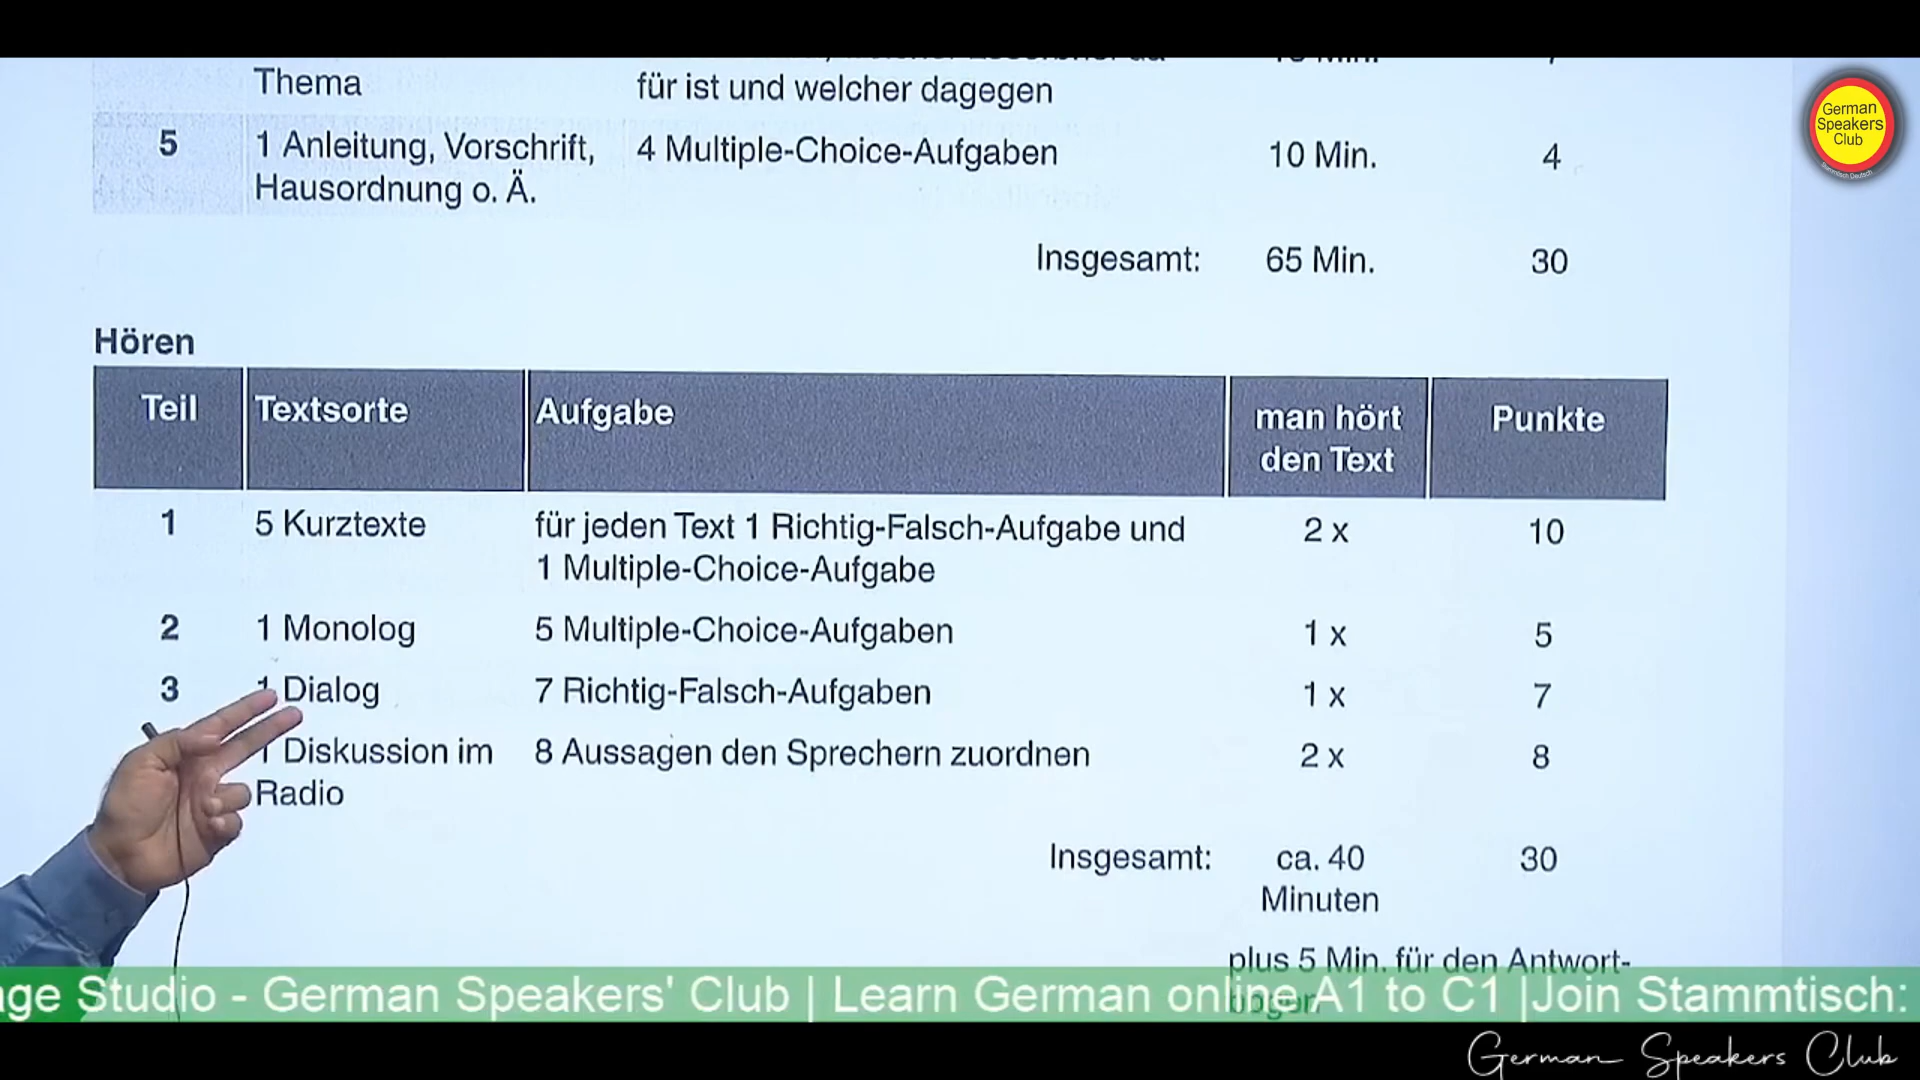 Thema
für ist und welcher dagegen
5
1 Anleitung, Vorschrift,
Hausordnung o. Ä.
4 Multiple-Choice-Aufgaben
10 Min.
4
Insgesamt:
65 Min.
30
Hören
Teil
Textsorte
Aufgabe
man hört
den Text
Punkte
1
5 Kurztexte
für jeden Text 1 Richtig-Falsch-Aufgabe und
1 Multiple-Choice-Aufgabe
2 x
10
2
1 Monolog
5 Multiple-Choice-Aufgaben
1 x
5
3
1 Dialog
7 Richtig-Falsch-Aufgaben
1 x
7
1 Diskussion im
Radio
8 Aussagen den Sprechern zuordnen
2 x
8
Insgesamt:
ca. 40
Minuten
30
plus 5 Min. für den Antwort-
bogen
Studio - German Speakers' Club | Learn German online A1 to C1 |Join Stammtisch:
German
Speakers
Club
Stammtisch Deutsch
German Speakers Club